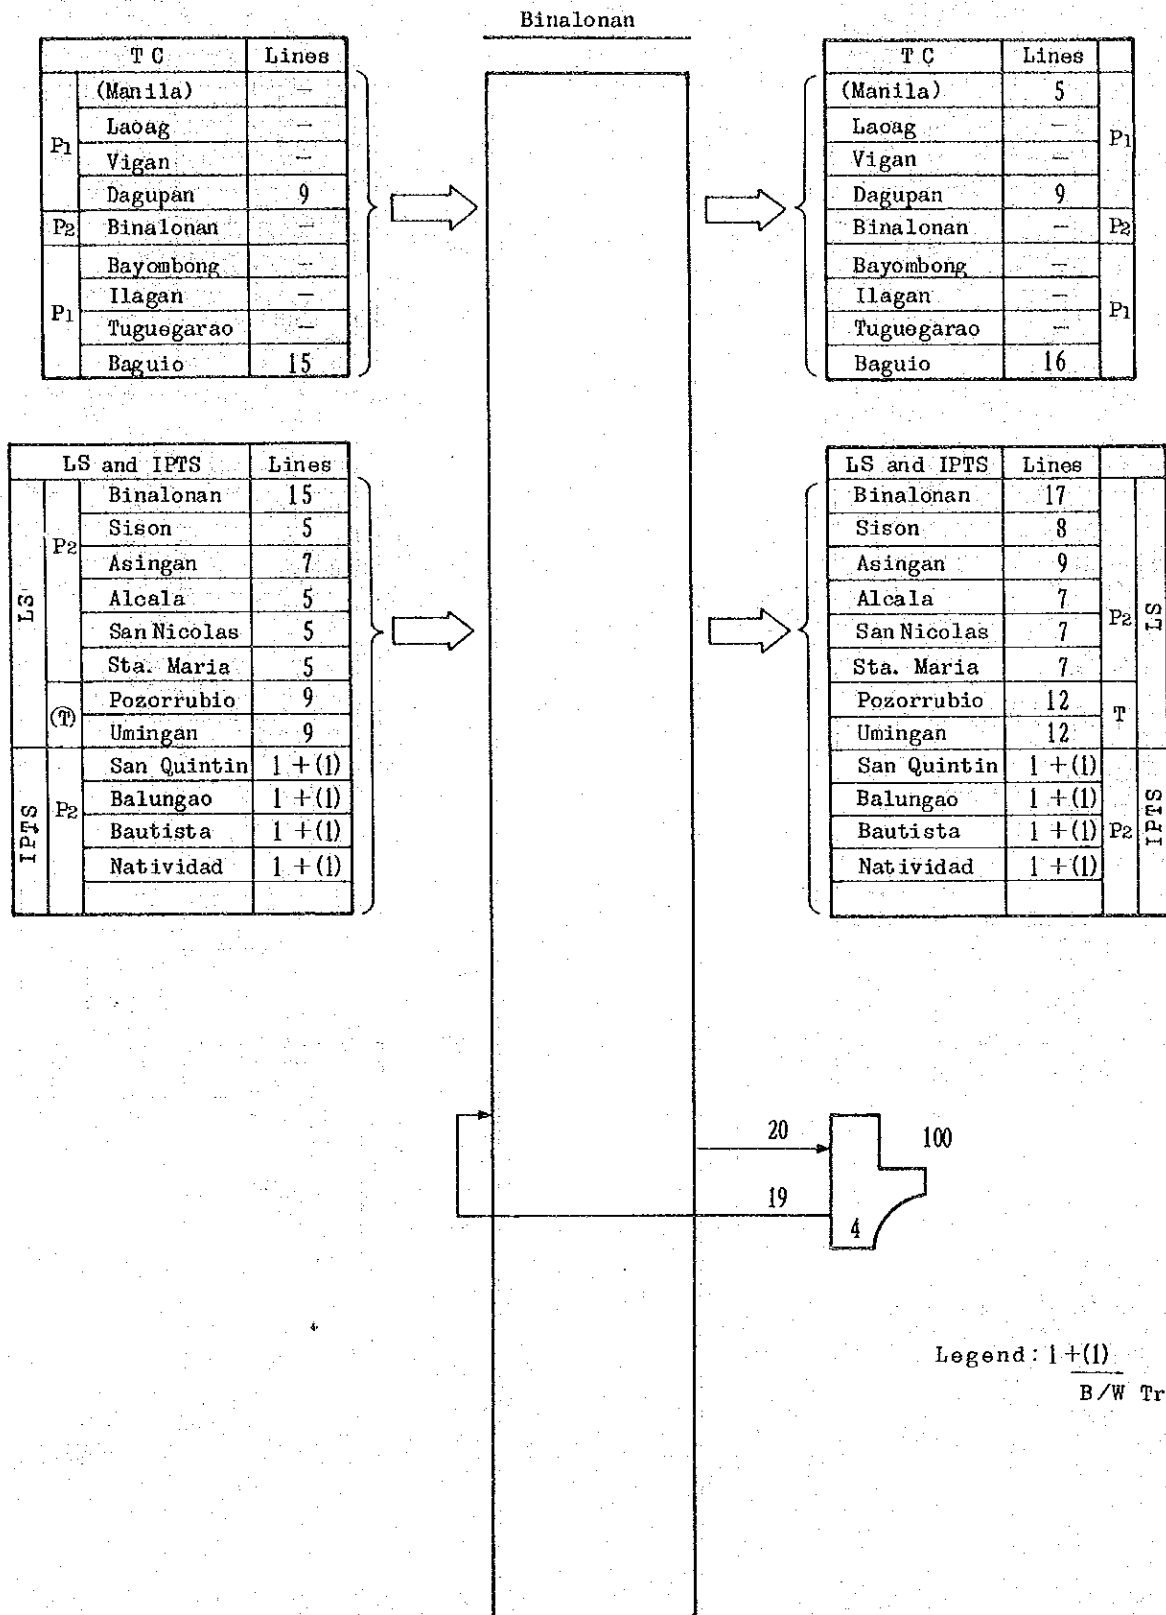 Binalonan
T C Lines
(Manila) —
Laoag —
P1 Vigan —
Dagupan 9
P2 Binalonan —
Bayombong —
Ilagan —
P1 Tuguegarao —
Baguio 15
T C Lines
(Manila) 5
Laoag — P1
Vigan —
Dagupan 9
Binalonan — P2
Bayombong —
Ilagan — P1
Tuguegarao —
Baguio 16
LS and IPTS Lines
LS P2 Binalonan 15
Sison 5
Asingan 7
Alcala 5
San Nicolas 5
Sta. Maria 5
(T) Pozorrubio 9
Umingan 9
IPTS P2 San Quintin 1 +(1)
Balungao 1 +(1)
Bautista 1 +(1)
Natividad 1 +(1)
LS and IPTS Lines
Binalonan 17 P2 LS
Sison 8
Asingan 9
Alcala 7
San Nicolas 7
Sta. Maria 7
Pozorrubio 12 T
Umingan 12
San Quintin 1 +(1) P2 IPTS
Balungao 1 +(1)
Bautista 1 +(1)
Natividad 1 +(1)
20 100
19
4
Legend : 1 +(1)
B/W Tr